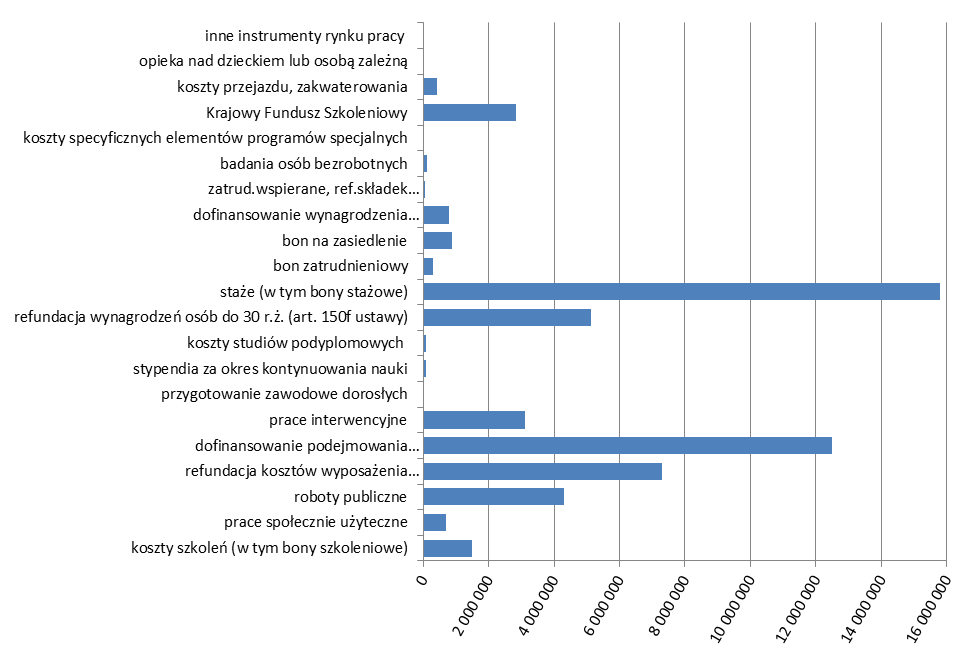 inne instrumenty rynku pracy
opieka nad dzieckiem lub osobą zależną
koszty przejazdu, zakwaterowania
Krajowy Fundusz Szkoleniowy
koszty specyficznych elementów programów specjalnych
badania osób bezrobotnych
zatrud.wspierane, ref.składek...
dofinansowanie wynagrodzenia...
bon na zasiedlenie
bon zatrudnieniowy
staże (w tym bony stażowe)
refundacja wynagrodzeń osób do 30 r.ż. (art. 150f ustawy)
koszty studiów podyplomowych
stypendia za okres kontynuowania nauki
przygotowanie zawodowe dorosłych
prace interwencyjne
dofinansowanie podejmowania...
refundacja kosztów wyposażenia...
roboty publiczne
prace społecznie użyteczne
koszty szkoleń (w tym bony szkoleniowe)
0
2 000 000
4 000 000
6 000 000
8 000 000
10 000 000
12 000 000
14 000 000
16 000 000